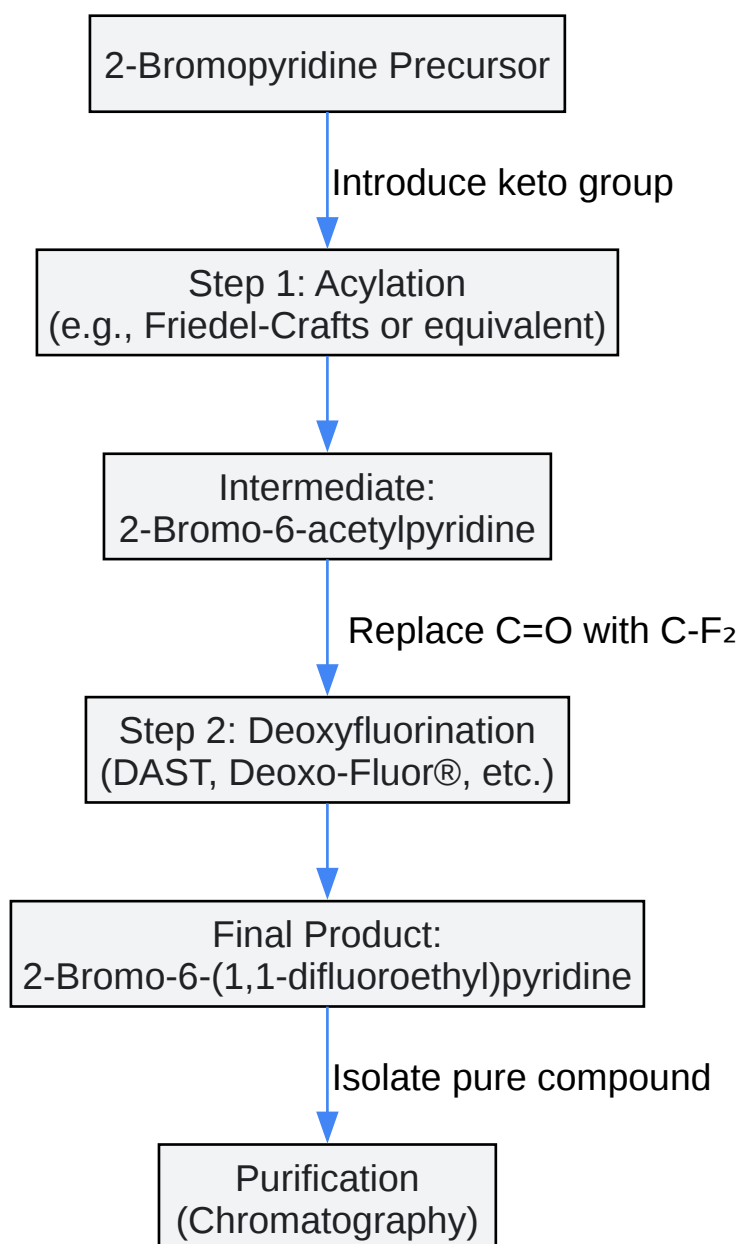 2-Bromopyridine Precursor
Introduce keto group
Step 1: Acylation
(e.g., Friedel-Crafts or equivalent)
Intermediate:
2-Bromo-6-acetylpyridine
Replace C=O with C-F₂
Step 2: Deoxyfluorination
(DAST, Deoxo-Fluor®, etc.)
Final Product:
2-Bromo-6-(1,1-difluoroethyl)pyridine
Isolate pure compound
Purification
(Chromatography)